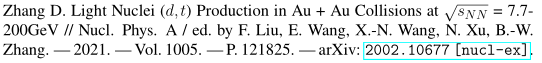 Zhang D. Light Nuclei (d, t) Production in Au + Au Collisions at √sNN = 7.7-
200GeV // Nucl. Phys. A / ed. by F. Liu, E. Wang, X.-N. Wang, N. Xu, B.-W.
Zhang. — 2021. — Vol. 1005. — P. 121825. — arXiv: 2002.10677 [nucl-ex].